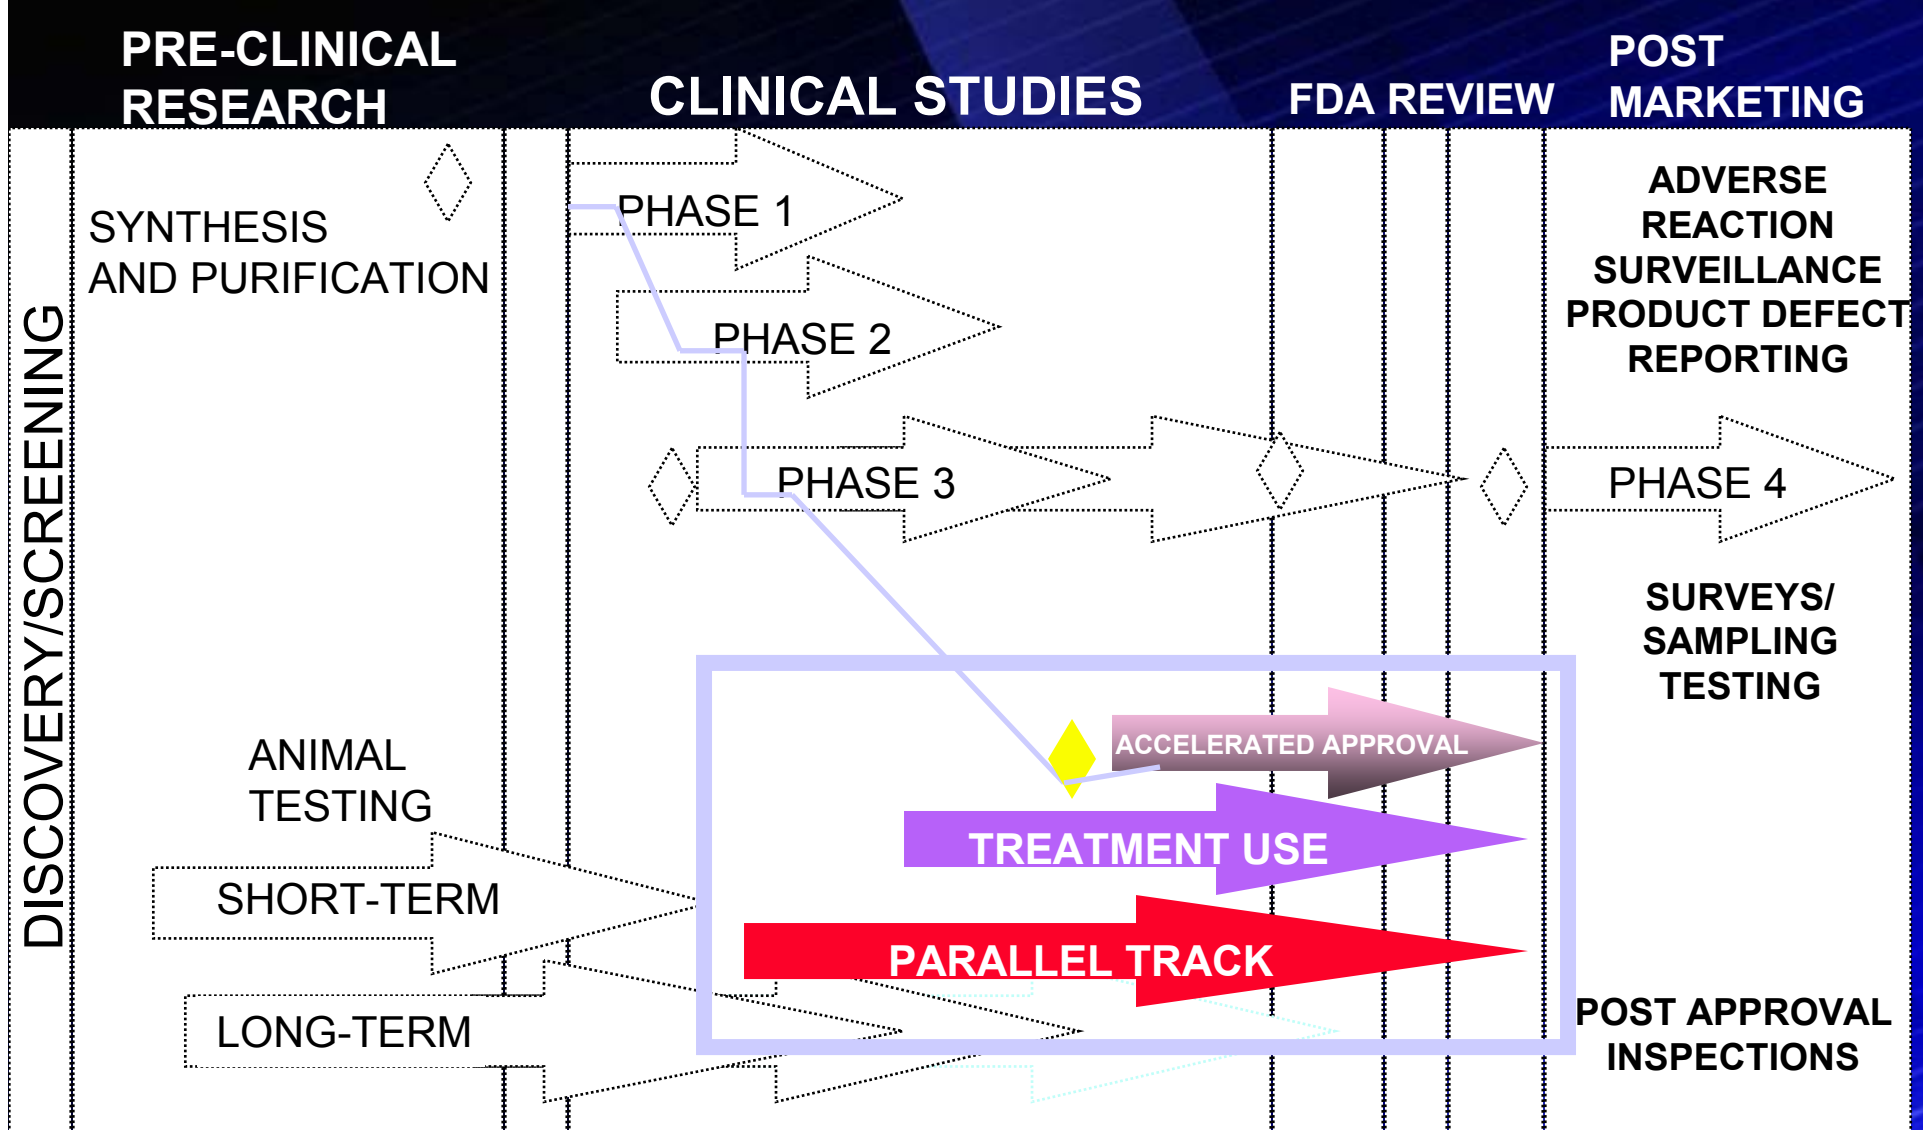 PRE-CLINICAL
RESEARCH
CLINICAL STUDIES
FDA REVIEW
POST
MARKETING
DISCOVERY/SCREENING
SYNTHESIS
AND PURIFICATION
PHASE 1
PHASE 2
PHASE 3
PHASE 4
ADVERSE
REACTION
SURVEILLANCE
PRODUCT DEFECT
REPORTING
SURVEYS/
SAMPLING
TESTING
ANIMAL
TESTING
SHORT-TERM
LONG-TERM
ACCELERATED APPROVAL
TREATMENT USE
PARALLEL TRACK
POST APPROVAL
INSPECTIONS